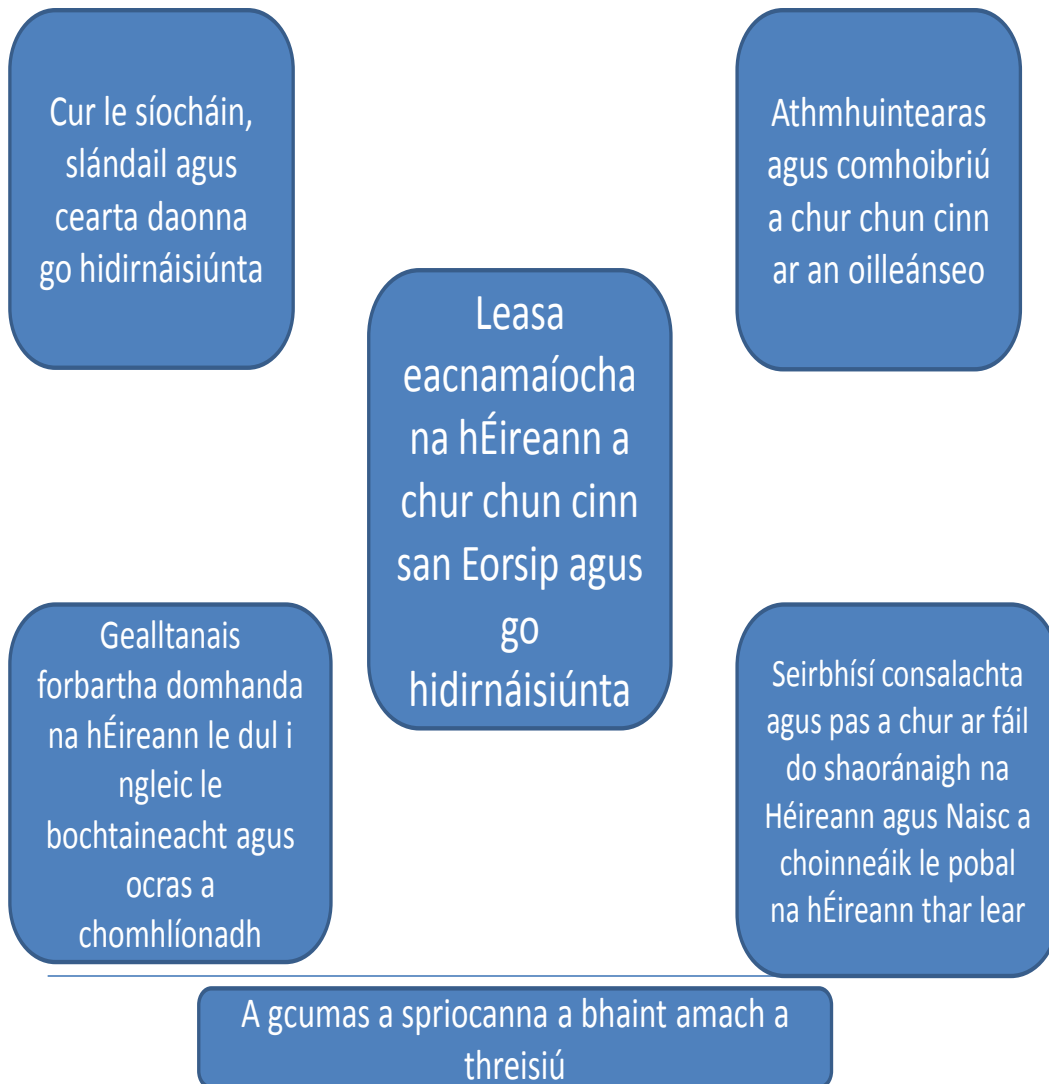 Cur le síocháin,
slándail agus
cearta daonna
go hidirnáisiúnta
Athmhuintearas
agus comhoibriú
a chur chun cinn
ar an oilleánseo
Leasa
eacnamaíocha
na hÉireann a
chur chun cinn
san Eorsip agus
go
hidirnáisiúnta
Gealltanais
forbartha domhanda
na hÉireann le dul i
ngleic le
bochtaineacht agus
ocras a
chomhlíonadh
Seirbhísí consalachta
agus pas a chur ar fáil
do shaoránaigh na
Héireann agus Naisc a
choinneáik le pobal
na hÉireann thar lear
A gcumas a spriocanna a bhaint amach a
threisiú